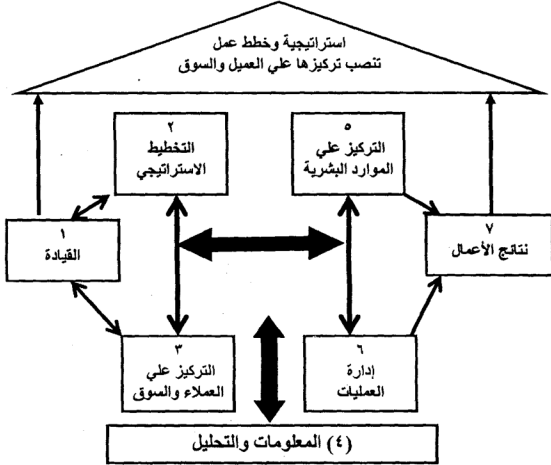 استراتيجية وخطط عمل
تنصب تركيزها علي العميل والسوق
٢
التخطيط
الاستراتيجي
٥
التركيز علي
الموارد البشرية
١
القيادة
٧
نتائج الأعمال
٣
التركيز علي
العملاء والسوق
٦
إدارة
العمليات
(٤) المعلومات والتحليل